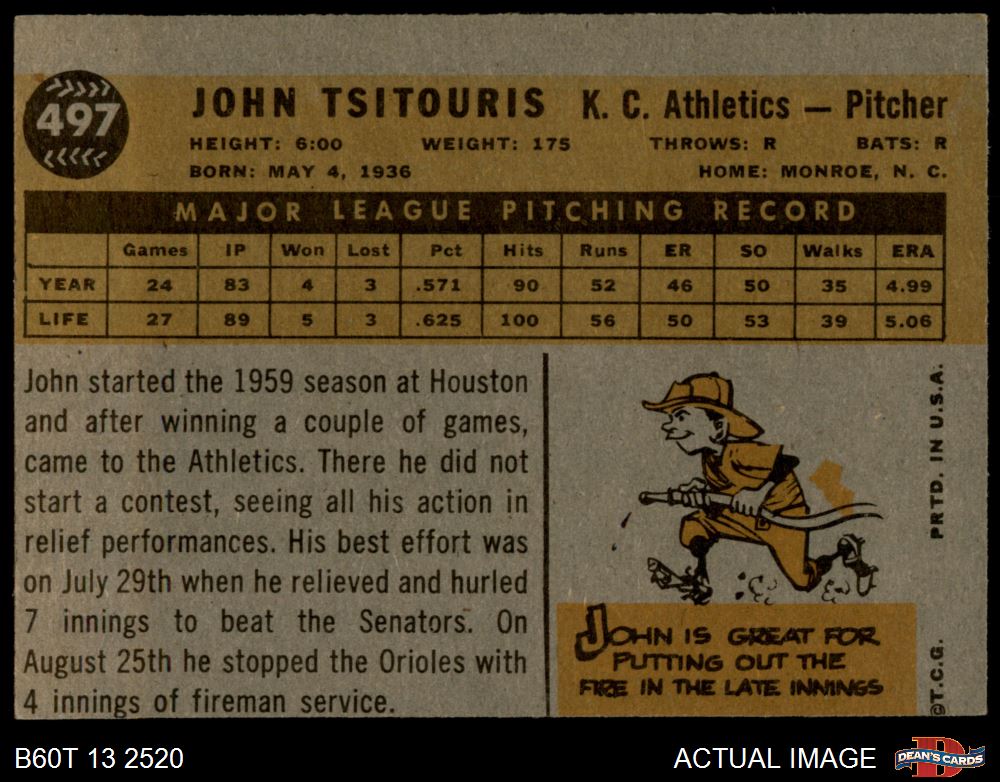 497
JOHN TSITOURIS K. C. Athletics — Pitcher
HEIGHT: 6:00 WEIGHT: 175 THROWS: R BATS: R
BORN: MAY 4, 1936 HOME: MONROE, N. C.
MAJOR LEAGUE PITCHING RECORD
Games IP Won Lost Pct Hits Runs ER SO Walks ERA
YEAR 24 83 4 3 .571 90 52 46 50 35 4.99
LIFE 27 89 5 3 .625 100 56 50 53 39 5.06
John started the 1959 season at Houston
and after winning a couple of games,
came to the Athletics. There he did not
start a contest, seeing all his action in
relief performances. His best effort was
on July 29th when he relieved and hurled
7 innings to beat the Senators. On
August 25th he stopped the Orioles with
4 innings of fireman service.
JOHN IS GREAT FOR
PUTTING OUT THE
FIRE IN THE LATE INNINGS
©T.C.G. PRTD. IN U.S.A.
B60T 13 2520 ACTUAL IMAGE
D
DEAN'S CARDS